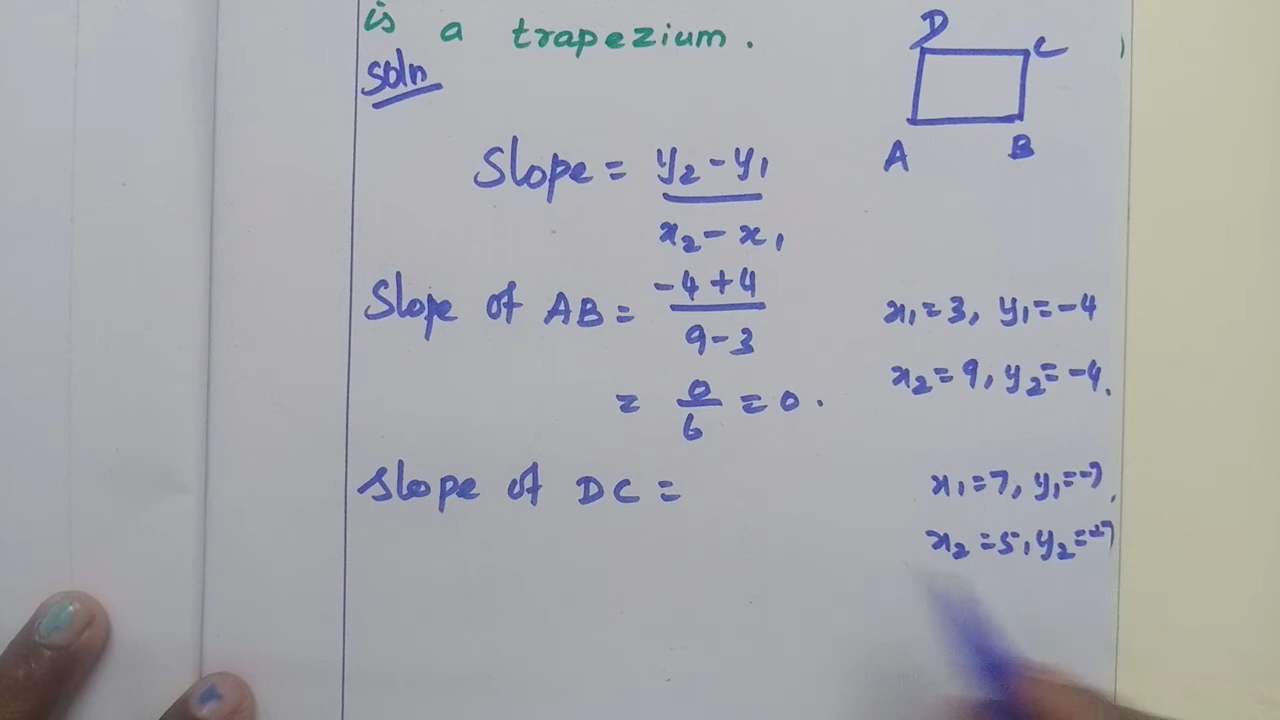 is a trapezium.
Soln
D C
A B
Slope = y₂-y₁
x₂-x₁
Slope of AB = -4+4
9-3
x₁=3, y₁=-4
x₂=9, y₂=-4.
= 0/6 = 0.
Slope of DC =
x₁=7, y₁=-7,
x₂=5, y₂=-7